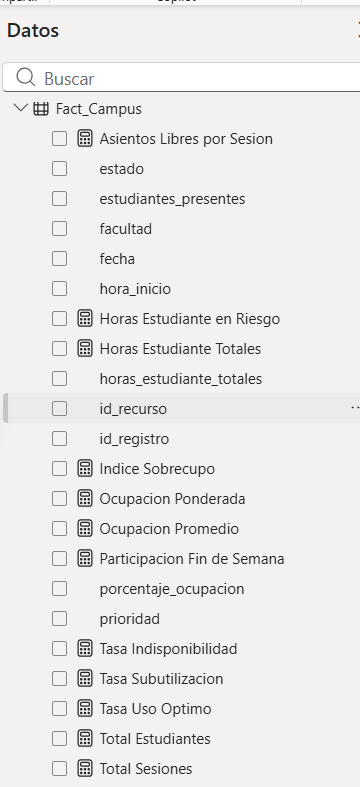 Datos
Buscar
Fact_Campus
Asientos Libres por Sesion
estado
estudiantes_presentes
facultad
fecha
hora_inicio
Horas Estudiante en Riesgo
Horas Estudiante Totales
horas_estudiante_totales
id_recurso
id_registro
Indice Sobrecupo
Ocupacion Ponderada
Ocupacion Promedio
Participacion Fin de Semana
porcentaje_ocupacion
prioridad
Tasa Indisponibilidad
Tasa Subutilizacion
Tasa Uso Optimo
Total Estudiantes
Total Sesiones